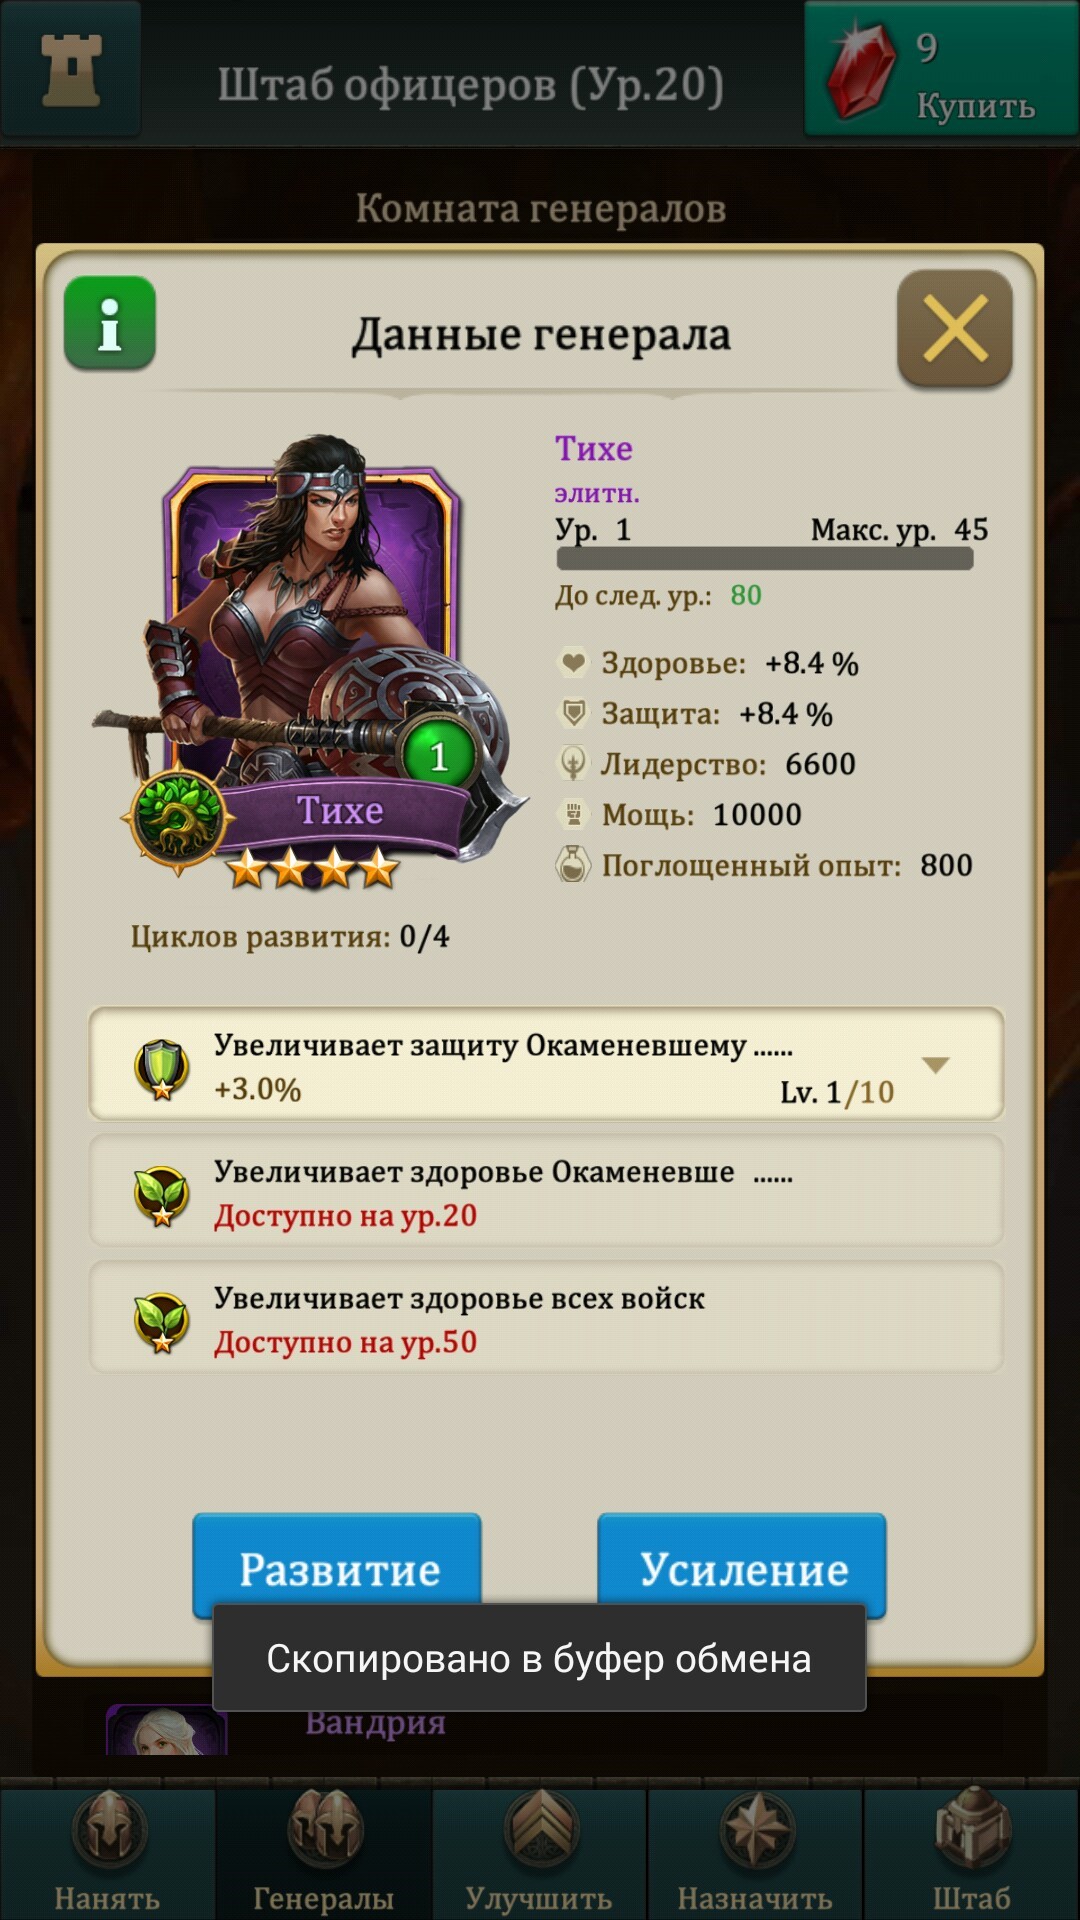 9
Штаб офицеров (Ур.20)
Купить
Комната генералов
i
Данные генерала
Тихе
элитн.
Ур. 1 Макс. ур. 45
До след. ур.: 80
Здоровье: +8.4 %
Защита: +8.4 %
Лидерство: 6600
Мощь: 10000
Поглощенный опыт: 800
1
Тихе
Циклов развития: 0/4
Увеличивает защиту Окаменевшему ......
+3.0% Lv. 1/10
Увеличивает здоровье Окаменевше ......
Доступно на ур.20
Увеличивает здоровье всех войск
Доступно на ур.50
Развитие Усиление
Скопировано в буфер обмена
Вандрия
Нанять Генералы Улучшить Назначить Штаб